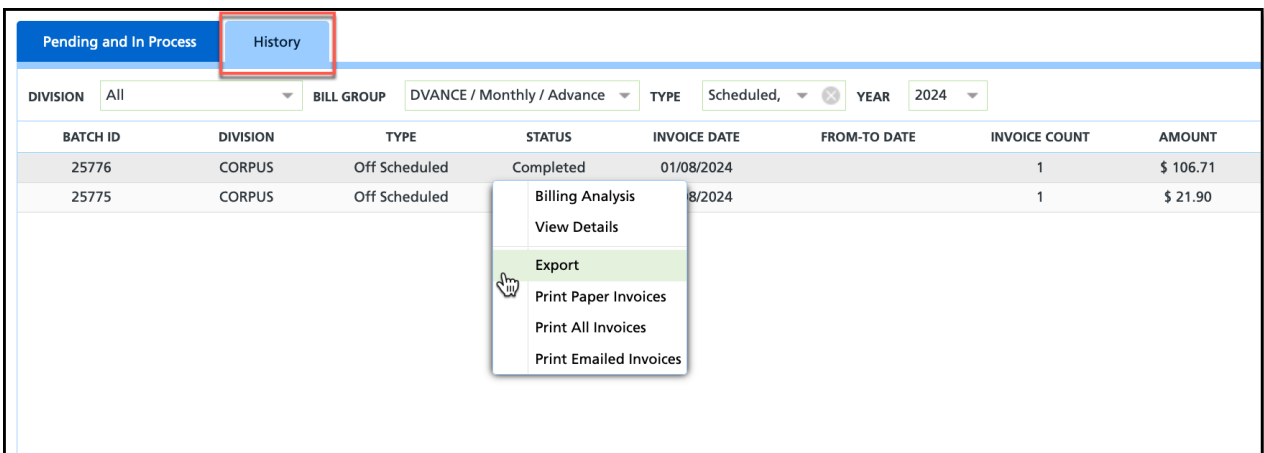 Pending and In Process History
DIVISION All BILL GROUP DVANCE / Monthly / Advance TYPE Scheduled, YEAR 2024
BATCH ID DIVISION TYPE STATUS INVOICE DATE FROM-TO DATE INVOICE COUNT AMOUNT
25776 CORPUS Off Scheduled Completed 01/08/2024 1 $ 106.71
25775 CORPUS Off Scheduled 8/2024 1 $ 21.90
Billing Analysis
View Details
Export
Print Paper Invoices
Print All Invoices
Print Emailed Invoices